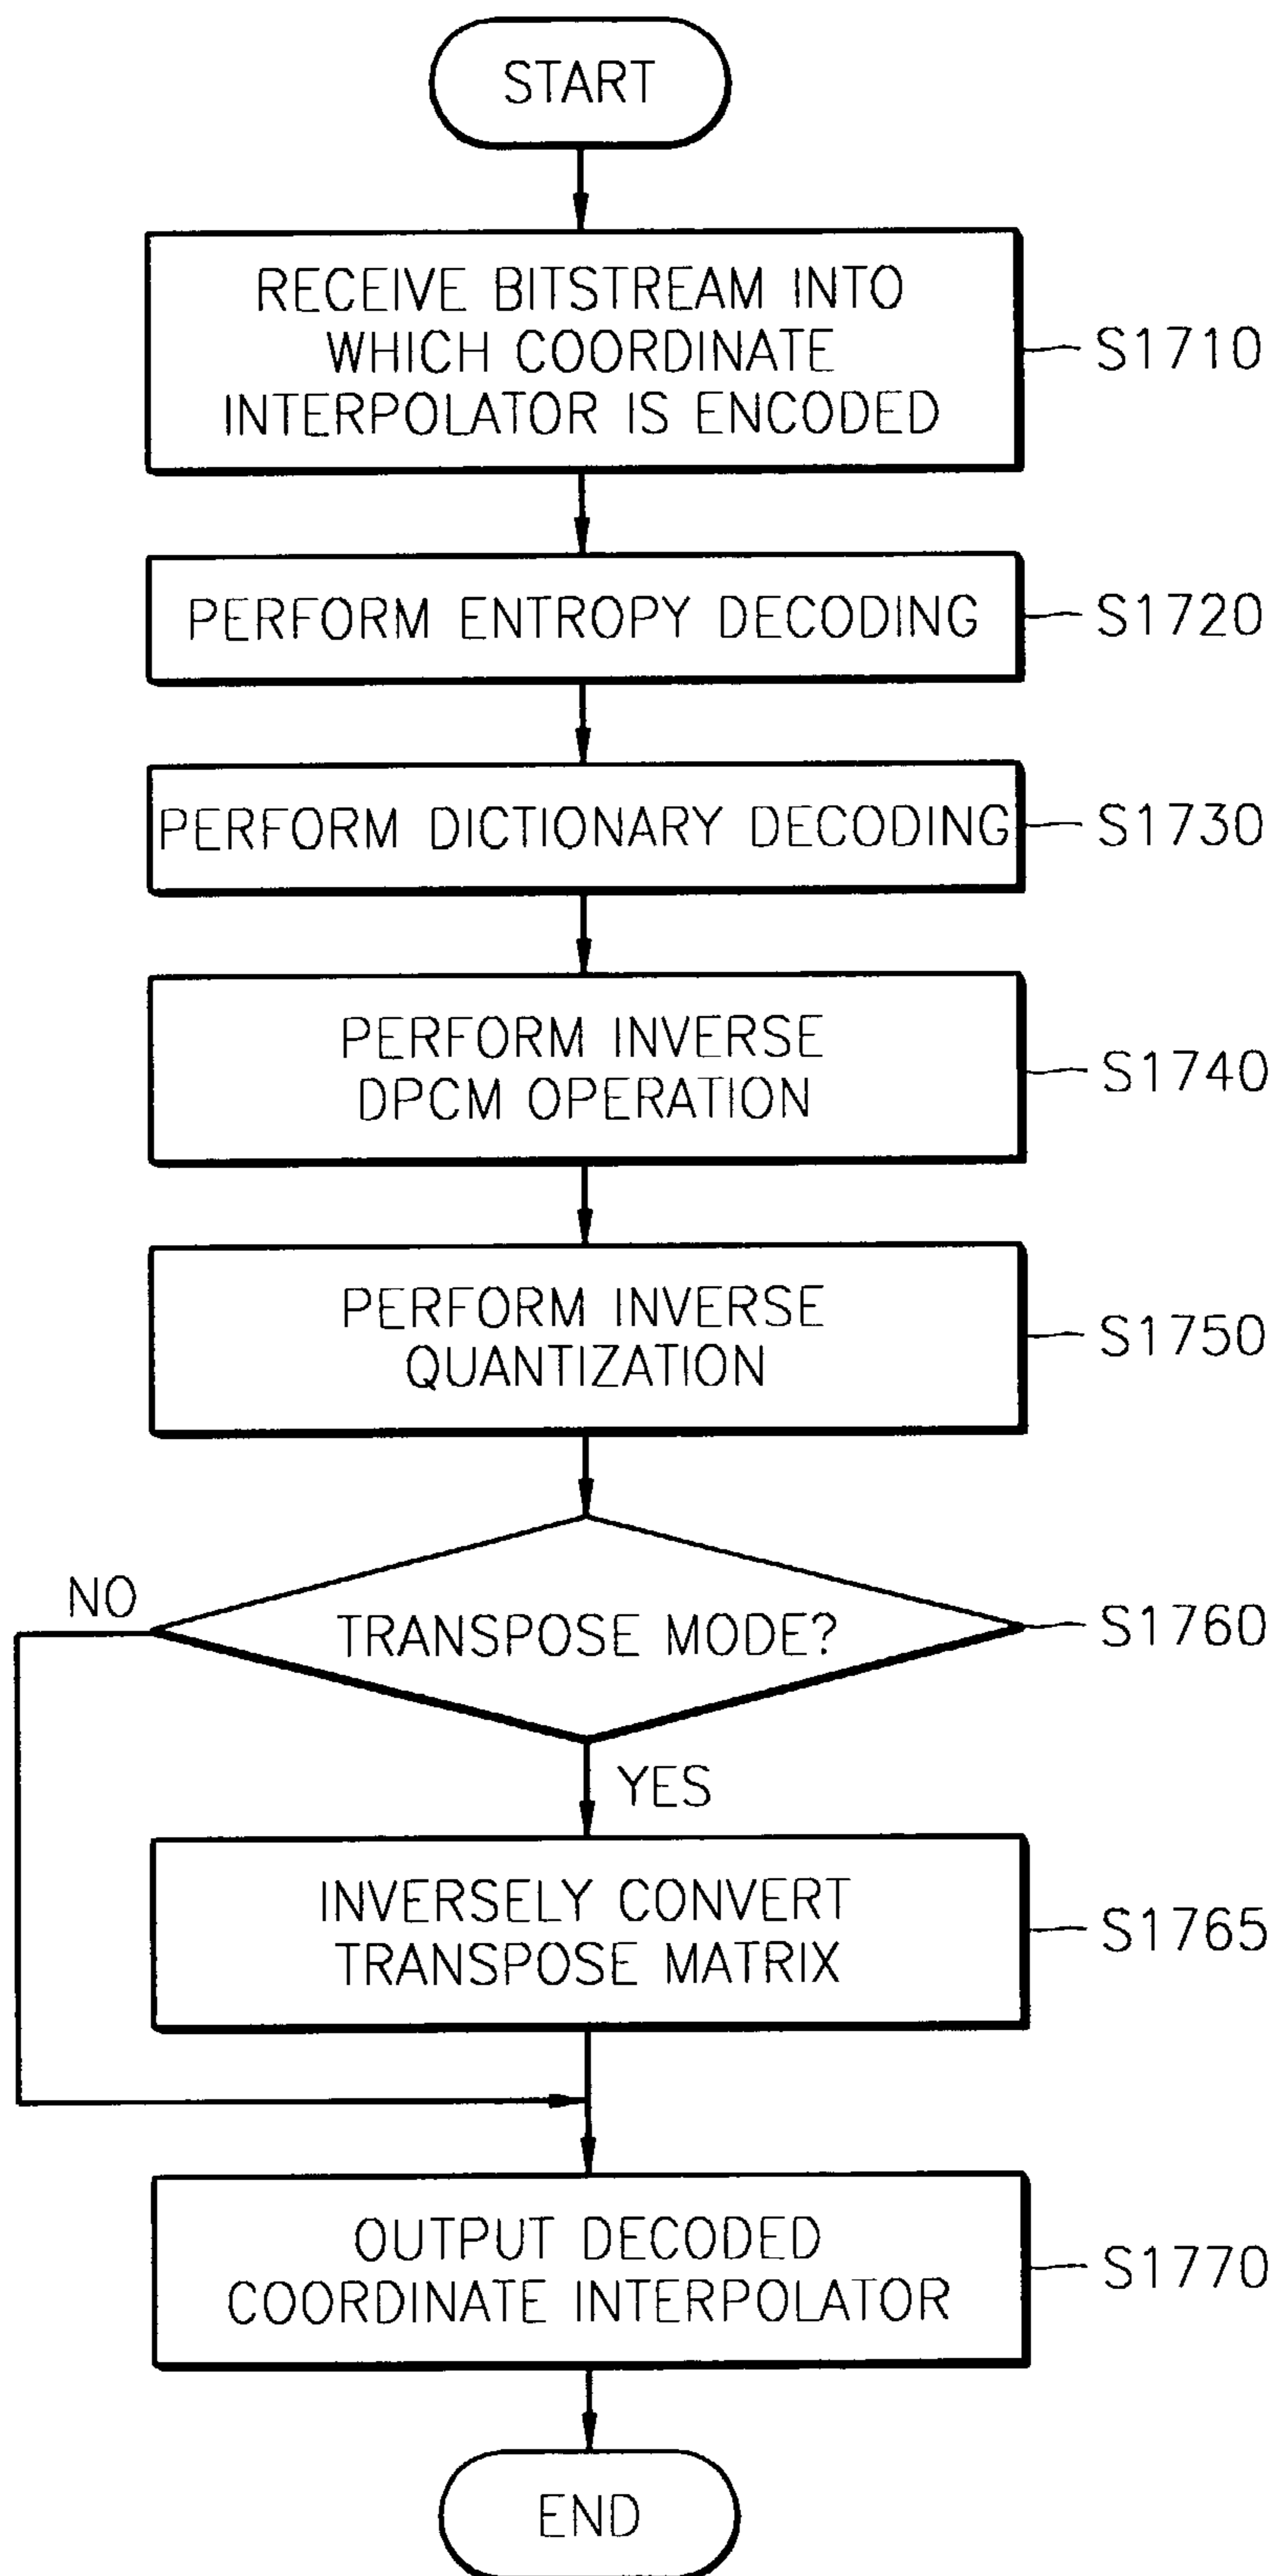 START
RECEIVE BITSTREAM INTO
WHICH COORDINATE
INTERPOLATOR IS ENCODED
S1710
PERFORM ENTROPY DECODING
S1720
PERFORM DICTIONARY DECODING
S1730
PERFORM INVERSE
DPCM OPERATION
S1740
PERFORM INVERSE
QUANTIZATION
S1750
NO
TRANSPOSE MODE?
S1760
YES
INVERSELY CONVERT
TRANSPOSE MATRIX
S1765
OUTPUT DECODED
COORDINATE INTERPOLATOR
S1770
END